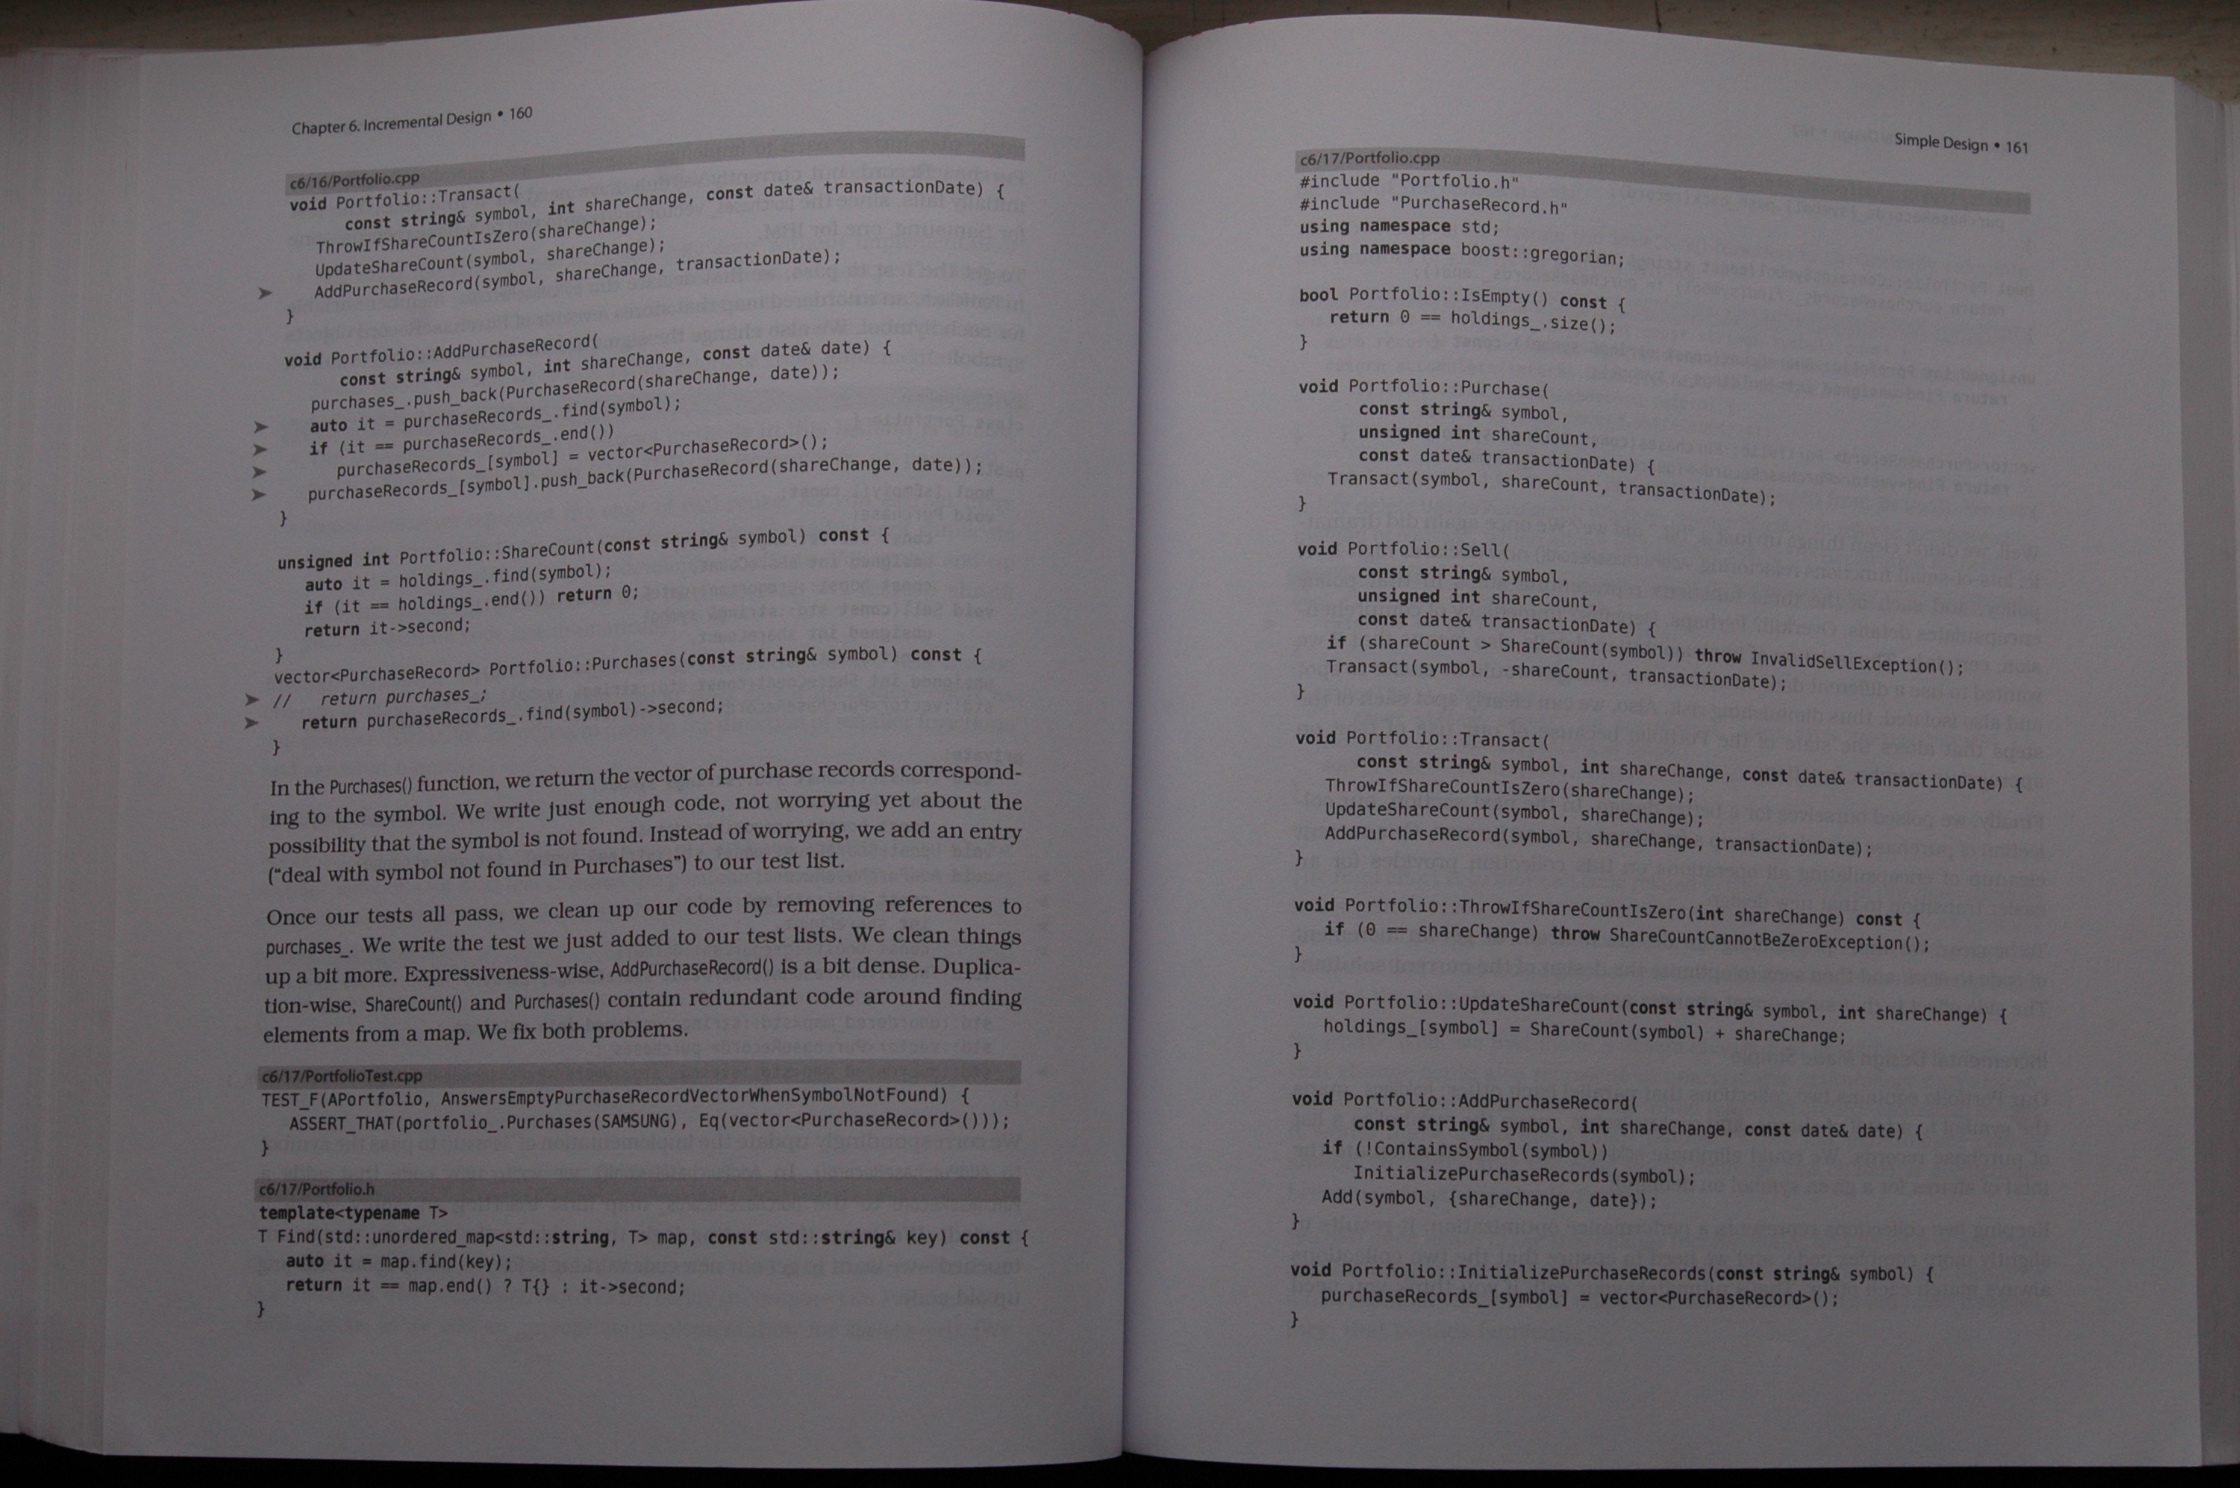 Chapter 6. Incremental Design • 160
c6/16/Portfolio.cpp
void Portfolio::Transact(
      const string& symbol, int shareChange, const date& transactionDate) {
   ThrowIfShareCountIsZero(shareChange);
   UpdateShareCount(symbol, shareChange);
➤   AddPurchaseRecord(symbol, shareChange, transactionDate);
}
void Portfolio::AddPurchaseRecord(
      const string& symbol, int shareChange, const date& date) {
   purchases_.push_back(PurchaseRecord(shareChange, date));
➤   auto it = purchaseRecords_.find(symbol);
➤   if (it == purchaseRecords_.end())
➤      purchaseRecords_[symbol] = vector<PurchaseRecord>();
➤   purchaseRecords_[symbol].push_back(PurchaseRecord(shareChange, date));
}
unsigned int Portfolio::ShareCount(const string& symbol) const {
   auto it = holdings_.find(symbol);
   if (it == holdings_.end()) return 0;
   return it->second;
}
vector<PurchaseRecord> Portfolio::Purchases(const string& symbol) const {
➤ //   return purchases_;
➤   return purchaseRecords_.find(symbol)->second;
}
In the Purchases() function, we return the vector of purchase records correspond-
ing to the symbol. We write just enough code, not worrying yet about the
possibility that the symbol is not found. Instead of worrying, we add an entry
(“deal with symbol not found in Purchases”) to our test list.
Once our tests all pass, we clean up our code by removing references to
purchases_. We write the test we just added to our test lists. We clean things
up a bit more. Expressiveness-wise, AddPurchaseRecord() is a bit dense. Duplica-
tion-wise, ShareCount() and Purchases() contain redundant code around finding
elements from a map. We fix both problems.
c6/17/PortfolioTest.cpp
TEST_F(APortfolio, AnswersEmptyPurchaseRecordVectorWhenSymbolNotFound) {
   ASSERT_THAT(portfolio_.Purchases(SAMSUNG), Eq(vector<PurchaseRecord>()));
}
c6/17/Portfolio.h
template<typename T>
T Find(std::unordered_map<std::string, T> map, const std::string& key) const {
   auto it = map.find(key);
   return it == map.end() ? T{} : it->second;
}
Simple Design • 161
c6/17/Portfolio.cpp
#include "Portfolio.h"
#include "PurchaseRecord.h"
using namespace std;
using namespace boost::gregorian;
bool Portfolio::IsEmpty() const {
   return 0 == holdings_.size();
}
void Portfolio::Purchase(
      const string& symbol,
      unsigned int shareCount,
      const date& transactionDate) {
   Transact(symbol, shareCount, transactionDate);
}
void Portfolio::Sell(
      const string& symbol,
      unsigned int shareCount,
      const date& transactionDate) {
   if (shareCount > ShareCount(symbol)) throw InvalidSellException();
   Transact(symbol, -shareCount, transactionDate);
}
void Portfolio::Transact(
      const string& symbol, int shareChange, const date& transactionDate) {
   ThrowIfShareCountIsZero(shareChange);
   UpdateShareCount(symbol, shareChange);
   AddPurchaseRecord(symbol, shareChange, transactionDate);
}
void Portfolio::ThrowIfShareCountIsZero(int shareChange) const {
   if (0 == shareChange) throw ShareCountCannotBeZeroException();
}
void Portfolio::UpdateShareCount(const string& symbol, int shareChange) {
   holdings_[symbol] = ShareCount(symbol) + shareChange;
}
void Portfolio::AddPurchaseRecord(
      const string& symbol, int shareChange, const date& date) {
   if (!ContainsSymbol(symbol))
      InitializePurchaseRecords(symbol);
   Add(symbol, {shareChange, date});
}
void Portfolio::InitializePurchaseRecords(const string& symbol) {
   purchaseRecords_[symbol] = vector<PurchaseRecord>();
}